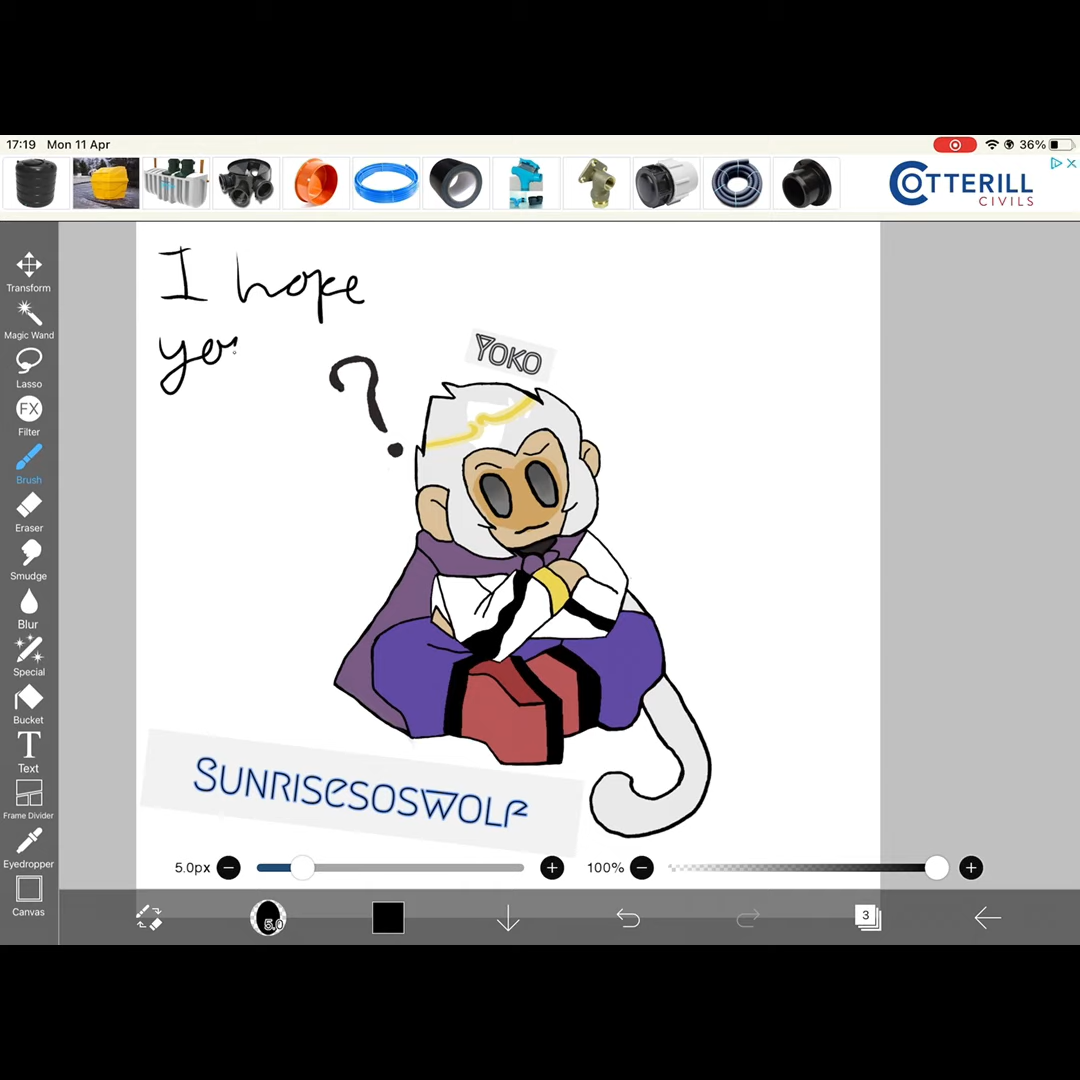 17:19 Mon 11 Apr
36%
COTTERILL
CIVILS
Transform
Magic Wand
Lasso
FX
Filter
Brush
Eraser
Smudge
Blur
Special
Bucket
T
Text
Frame Divider
Eyedropper
Canvas
I hope
yo
?
YOKO
SUNRISESOSWOLF
5.0px
100%
5.0
3